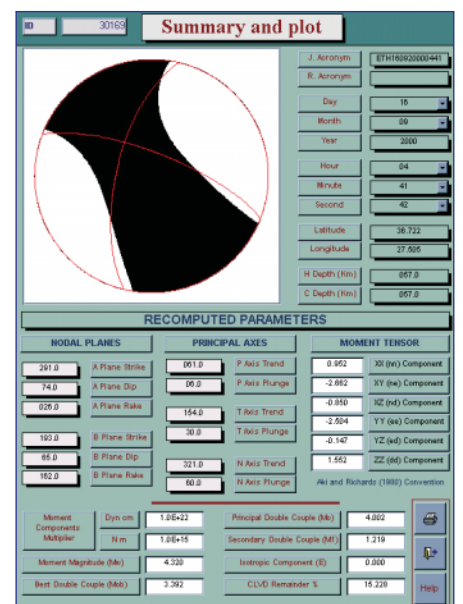 ID 30169 Summary and plot
J. Acronym ETH160920000441
R. Acronym
Day 16
Month 09
Year 2000
Hour 04
Minute 41
Second 42
Latitude 36.722
Longitude 27.505
H Depth (Km) 057.0
C Depth (Km) 057.0
RECOMPUTED PARAMETERS
NODAL PLANES PRINCIPAL AXES MOMENT TENSOR
291.0 A Plane Strike
74.0 A Plane Dip
026.0 A Plane Rake
193.0 B Plane Strike
65.0 B Plane Dip
162.0 B Plane Rake
061.0 P Axis Trend
06.0 P Axis Plunge
154.0 T Axis Trend
30.0 T Axis Plunge
321.0 N Axis Trend
60.0 N Axis Plunge
0.952 XX (nn) Component
-2.662 XY (ne) Component
-0.850 XZ (nd) Component
-2.504 YY (ee) Component
-0.147 YZ (ed) Component
1.552 ZZ (dd) Component
Aki and Richards (1980) Convention
Moment Components Multiplier
Dyn cm 1.0E+22
N m 1.0E+15
Moment Magnitude (Mw) 4.320
Best Double Couple (Mob) 3.392
Principal Double Couple (Mo) 4.002
Secondary Double Couple (M1) 1.219
Isotropic Component (E) 0.000
CLVD Remainder % 15.220
Help